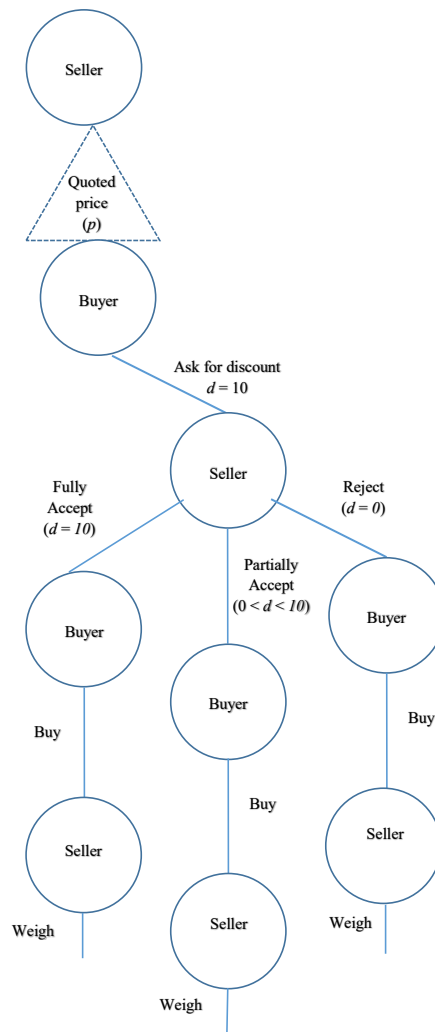 Seller
Quoted
price
(p)
Buyer
Ask for discount
d = 10
Seller
Fully
Accept
(d = 10)
Partially
Accept
(0 < d < 10)
Reject
(d = 0)
Buyer
Buyer
Buyer
Buy
Buy
Buy
Seller
Seller
Seller
Weigh
Weigh
Weigh